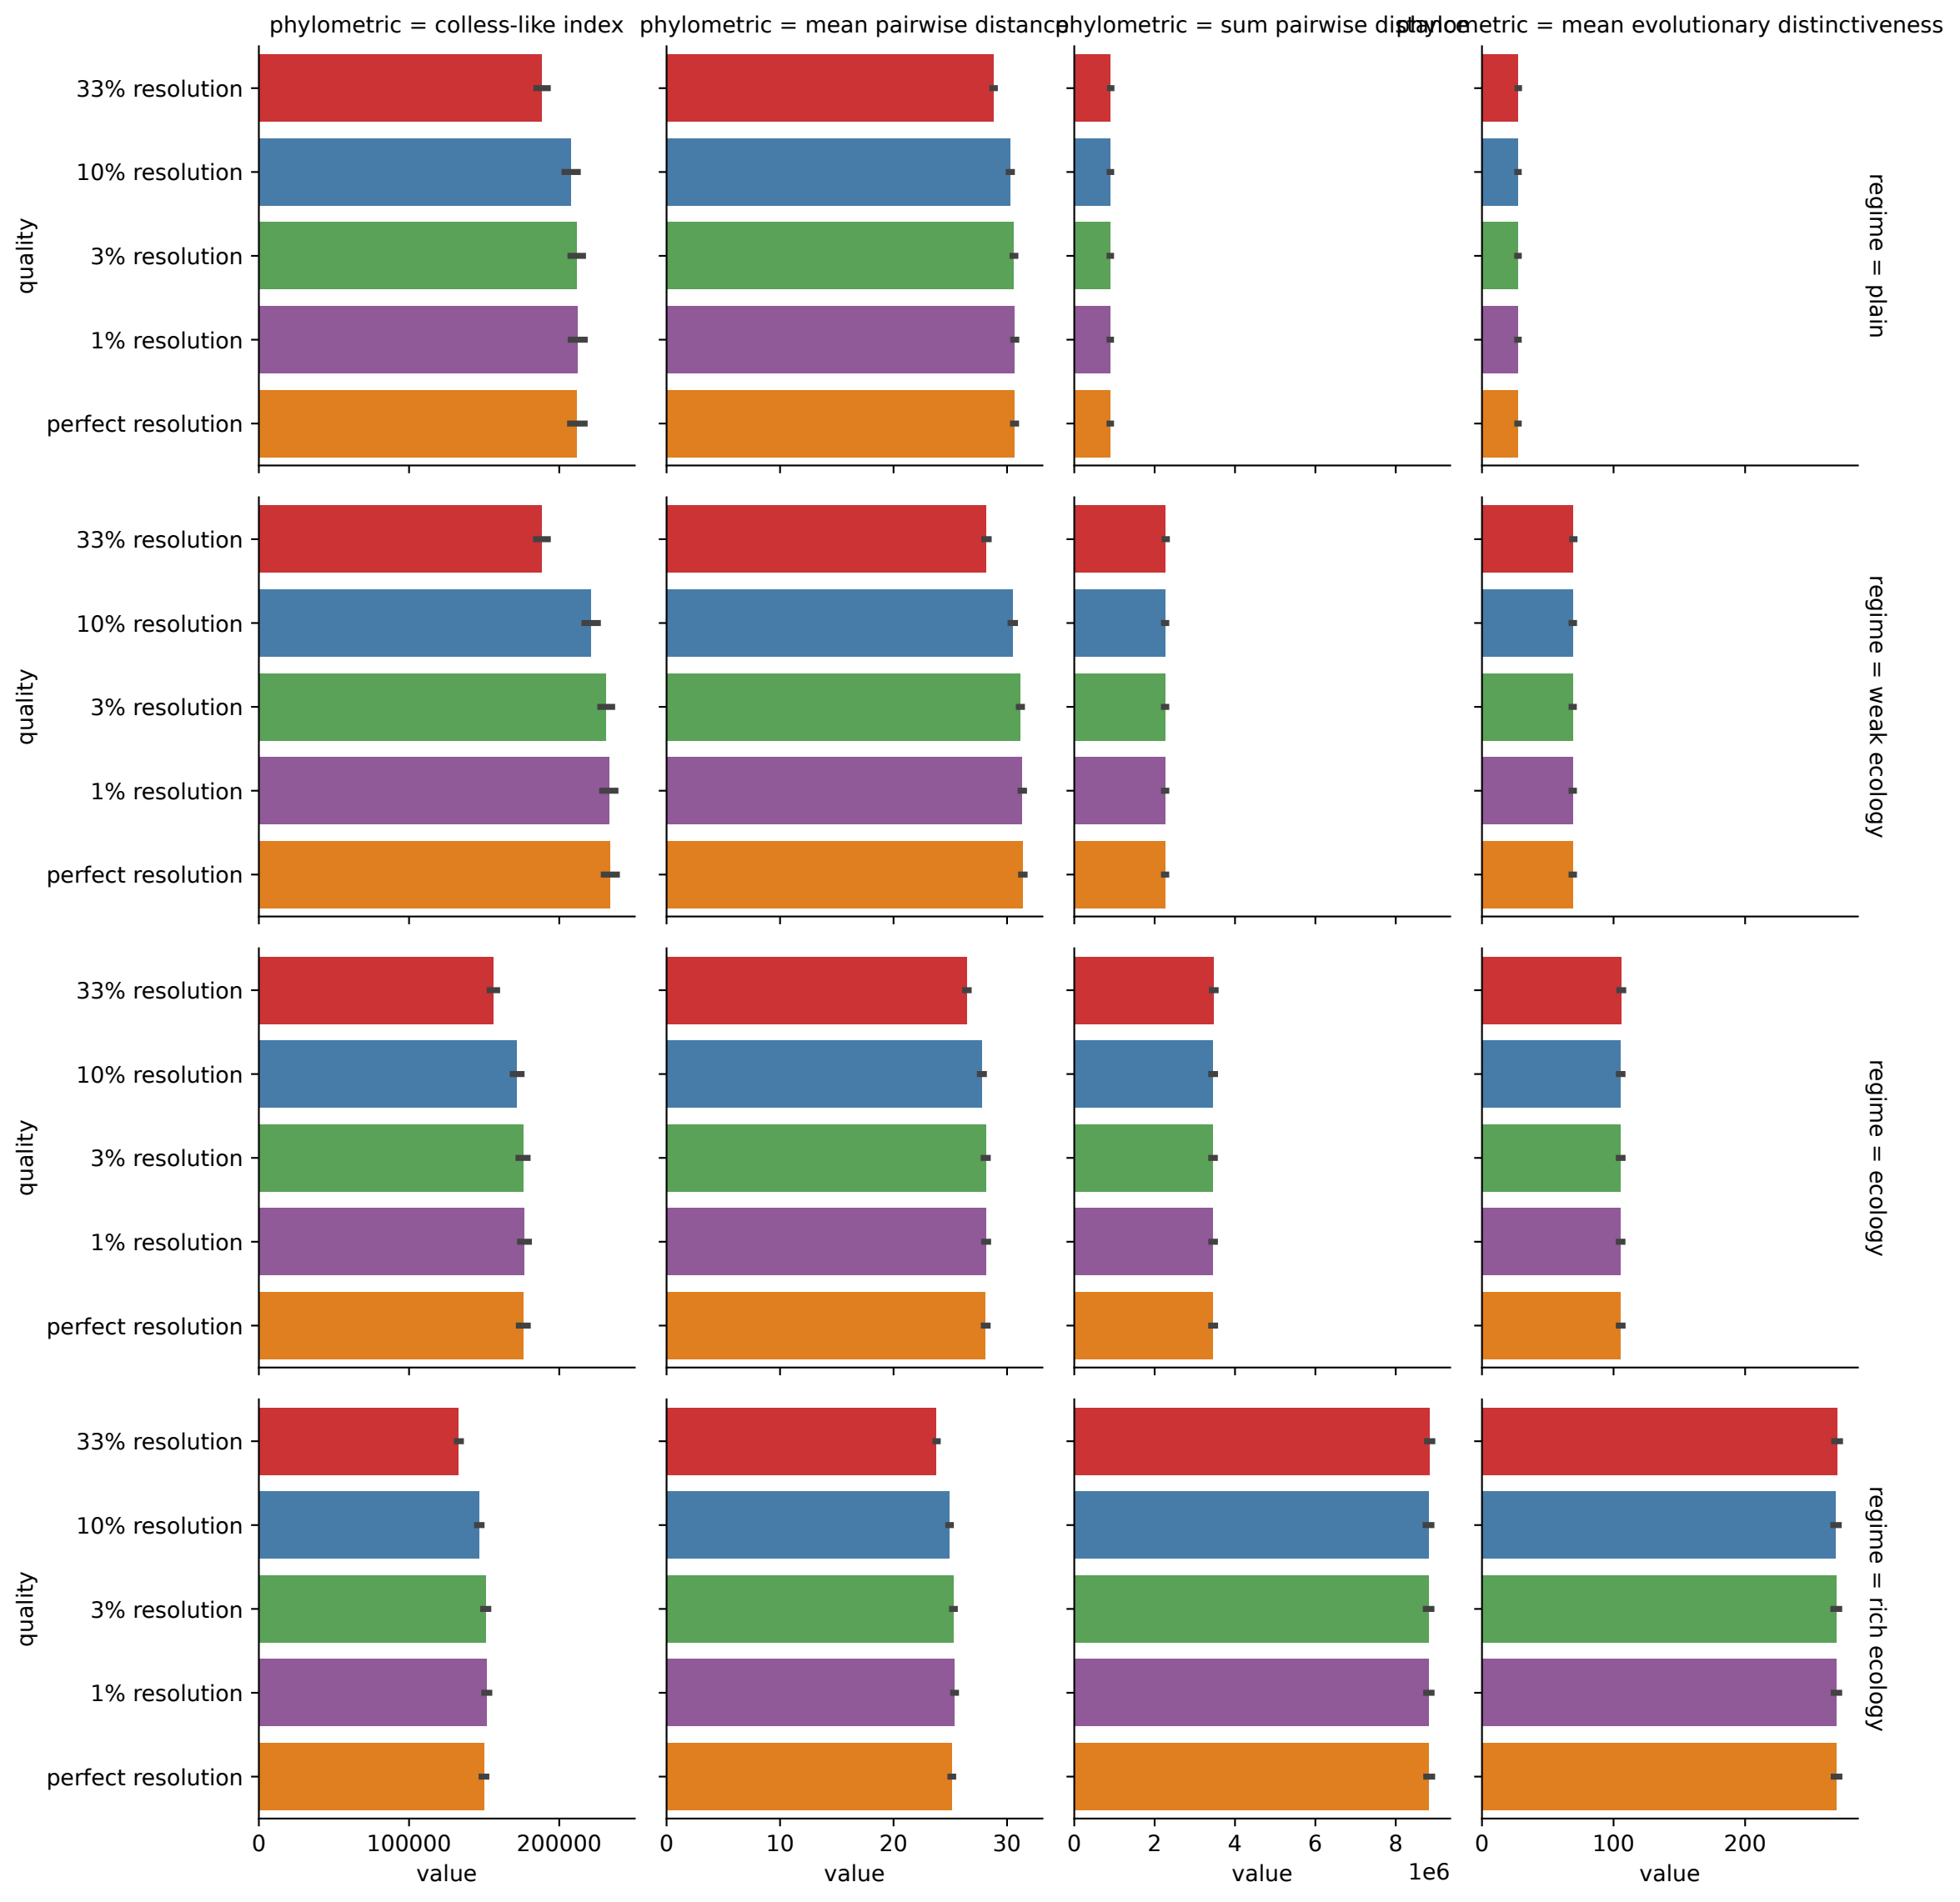 phylometric = colless-like index
phylometric = mean pairwise distance
phylometric = sum pairwise distance
phylometric = mean evolutionary distinctiveness
quality
33% resolution
10% resolution
3% resolution
1% resolution
perfect resolution
regime = plain
quality
33% resolution
10% resolution
3% resolution
1% resolution
perfect resolution
regime = weak ecology
quality
33% resolution
10% resolution
3% resolution
1% resolution
perfect resolution
regime = ecology
quality
33% resolution
10% resolution
3% resolution
1% resolution
perfect resolution
regime = rich ecology
0 100000 200000
value
0 10 20 30
value
0 2 4 6 8
1e6
value
0 100 200
value